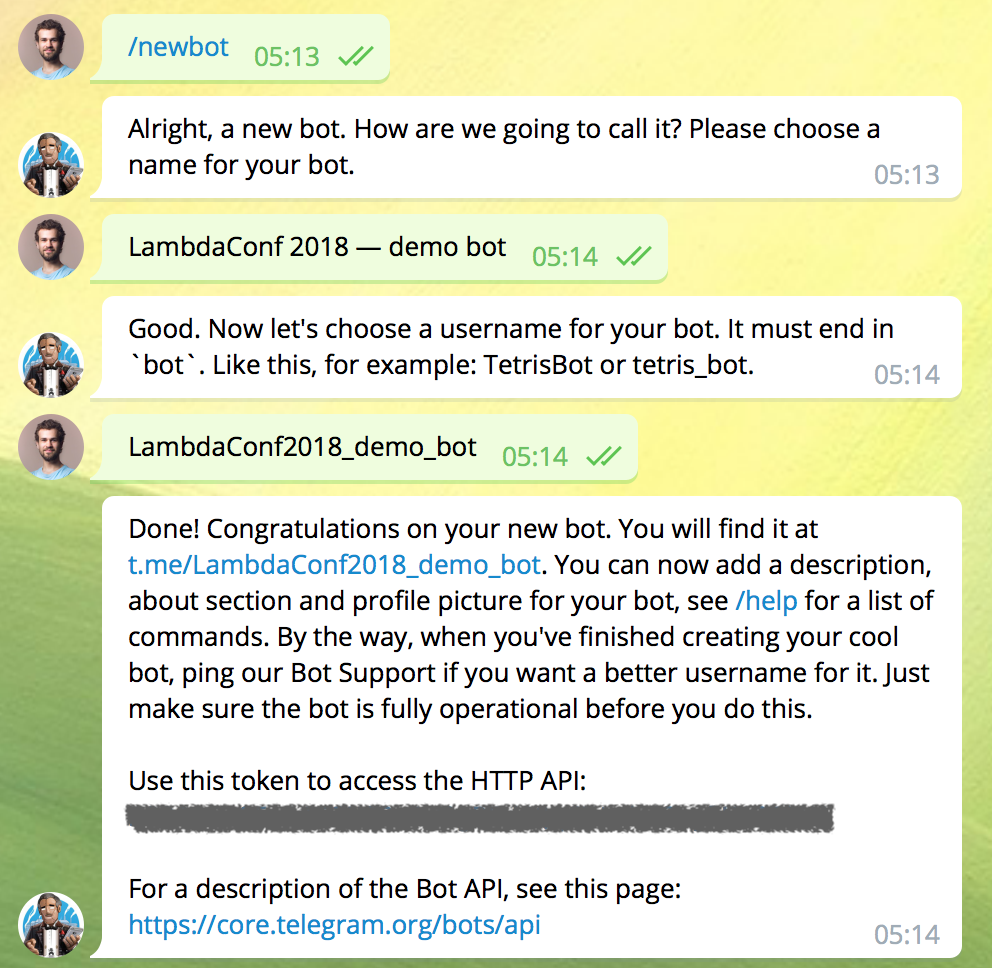 /newbot 05:13
Alright, a new bot. How are we going to call it? Please choose a
name for your bot.
05:13
LambdaConf 2018 — demo bot 05:14
Good. Now let's choose a username for your bot. It must end in
`bot`. Like this, for example: TetrisBot or tetris_bot.
05:14
LambdaConf2018_demo_bot 05:14
Done! Congratulations on your new bot. You will find it at
t.me/LambdaConf2018_demo_bot. You can now add a description,
about section and profile picture for your bot, see /help for a list of
commands. By the way, when you've finished creating your cool
bot, ping our Bot Support if you want a better username for it. Just
make sure the bot is fully operational before you do this.
Use this token to access the HTTP API:
For a description of the Bot API, see this page:
https://core.telegram.org/bots/api
05:14